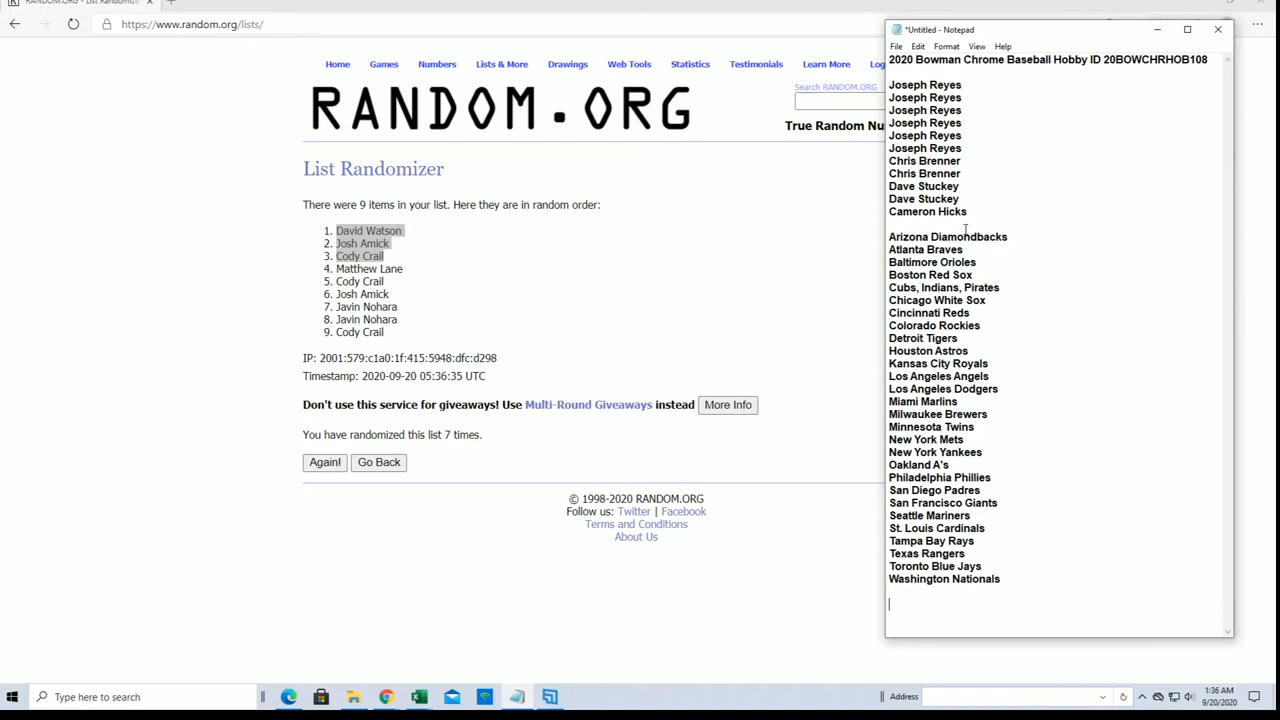 RANDOM.ORG - List Randomiz
https://www.random.org/lists/
Home Games Numbers Lists & More Drawings Web Tools Statistics Testimonials Learn More Log
RANDOM.ORG
Search RANDOM.ORG
True Random Nu
List Randomizer
There were 9 items in your list. Here they are in random order:
1. David Watson
2. Josh Amick
3. Cody Crail
4. Matthew Lane
5. Cody Crail
6. Josh Amick
7. Javin Nohara
8. Javin Nohara
9. Cody Crail
IP: 2001:579:c1a0:1f:415:5948:dfc:d298
Timestamp: 2020-09-20 05:36:35 UTC
Don't use this service for giveaways! Use Multi-Round Giveaways instead More Info
You have randomized this list 7 times.
Again! Go Back
© 1998-2020 RANDOM.ORG
Follow us: Twitter | Facebook
Terms and Conditions
About Us
*Untitled - Notepad
File Edit Format View Help
2020 Bowman Chrome Baseball Hobby ID 20BOWCHRHOB108
Joseph Reyes
Joseph Reyes
Joseph Reyes
Joseph Reyes
Joseph Reyes
Joseph Reyes
Chris Brenner
Chris Brenner
Dave Stuckey
Dave Stuckey
Cameron Hicks
Arizona Diamondbacks
Atlanta Braves
Baltimore Orioles
Boston Red Sox
Cubs, Indians, Pirates
Chicago White Sox
Cincinnati Reds
Colorado Rockies
Detroit Tigers
Houston Astros
Kansas City Royals
Los Angeles Angels
Los Angeles Dodgers
Miami Marlins
Milwaukee Brewers
Minnesota Twins
New York Mets
New York Yankees
Oakland A's
Philadelphia Phillies
San Diego Padres
San Francisco Giants
Seattle Mariners
St. Louis Cardinals
Tampa Bay Rays
Texas Rangers
Toronto Blue Jays
Washington Nationals
Type here to search
Address
1:36 AM
9/20/2020